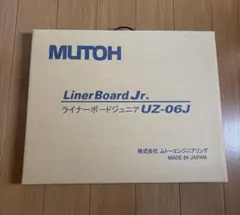 MUTOH
LinerBoard Jr.
ライナーボードジュニア UZ-06J
株式会社 ムトーエンジニアリング
MADE IN JAPAN